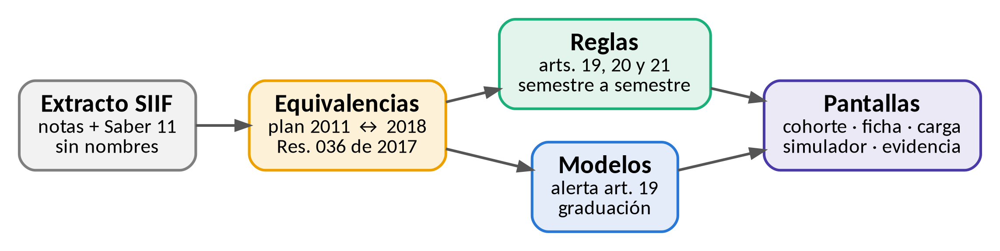 Extracto SIIF
notas + Saber 11
sin nombres
Equivalencias
plan 2011 ↔ 2018
Res. 036 de 2017
Reglas
arts. 19, 20 y 21
semestre a semestre
Modelos
alerta art. 19
graduación
Pantallas
cohorte · ficha · carga
simulador · evidencia